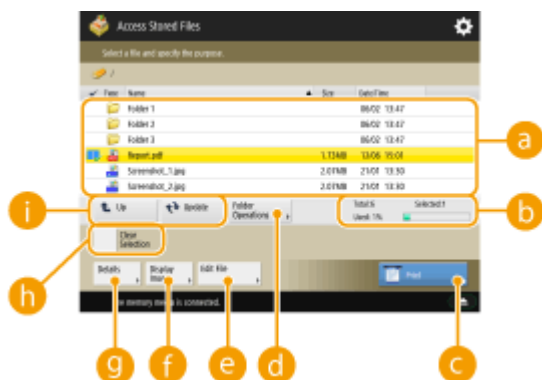 Access Stored Files
Select a file and specify the purpose.
/
Type Name Size Date/Time
Folder 1 06/02 13:47
Folder 2 06/02 13:47
Folder 3 06/02 13:47
Report.pdf 1.73MB 13/06 15:01
Screenshot_1.jpg 2.07MB 21/01 13:30
Screenshot_2.jpg 2.07MB 21/01 13:30
a
i
Up Update Folder Operations Total:6 Selected:1
Used: 1%
b
Clear Selection
h
Details Display Edit File Print
memory media is connected.
g f e d c